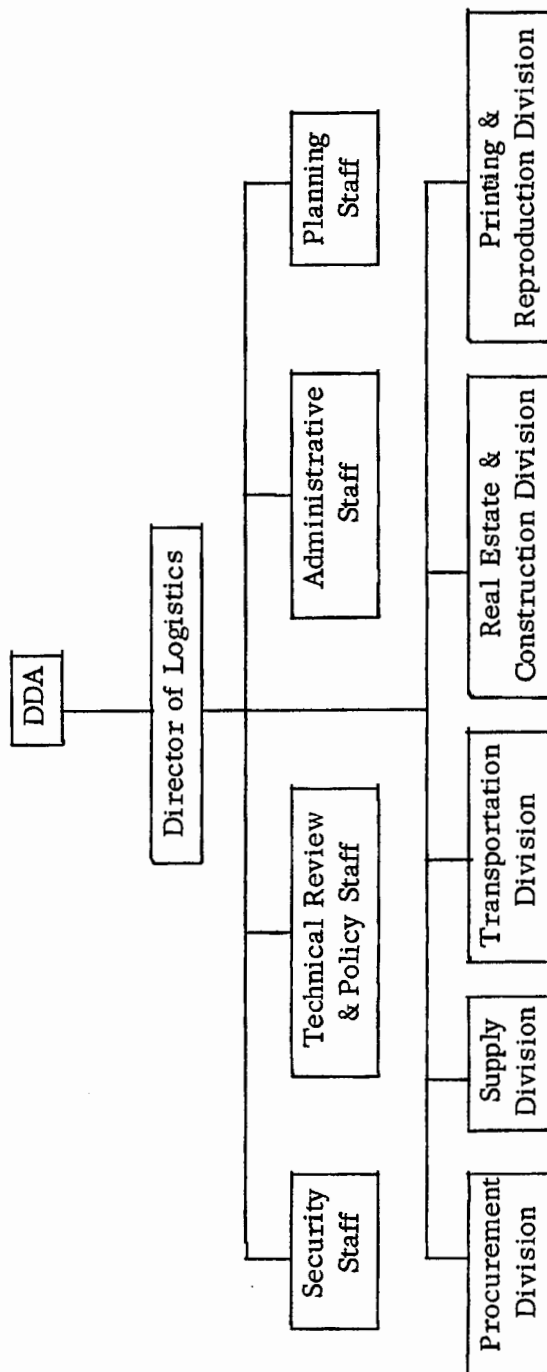 DDA
Director of Logistics
Security
Staff
Technical Review
& Policy Staff
Administrative
Staff
Planning
Staff
Procurement
Division
Supply
Division
Transportation
Division
Real Estate &
Construction Division
Printing &
Reproduction Division